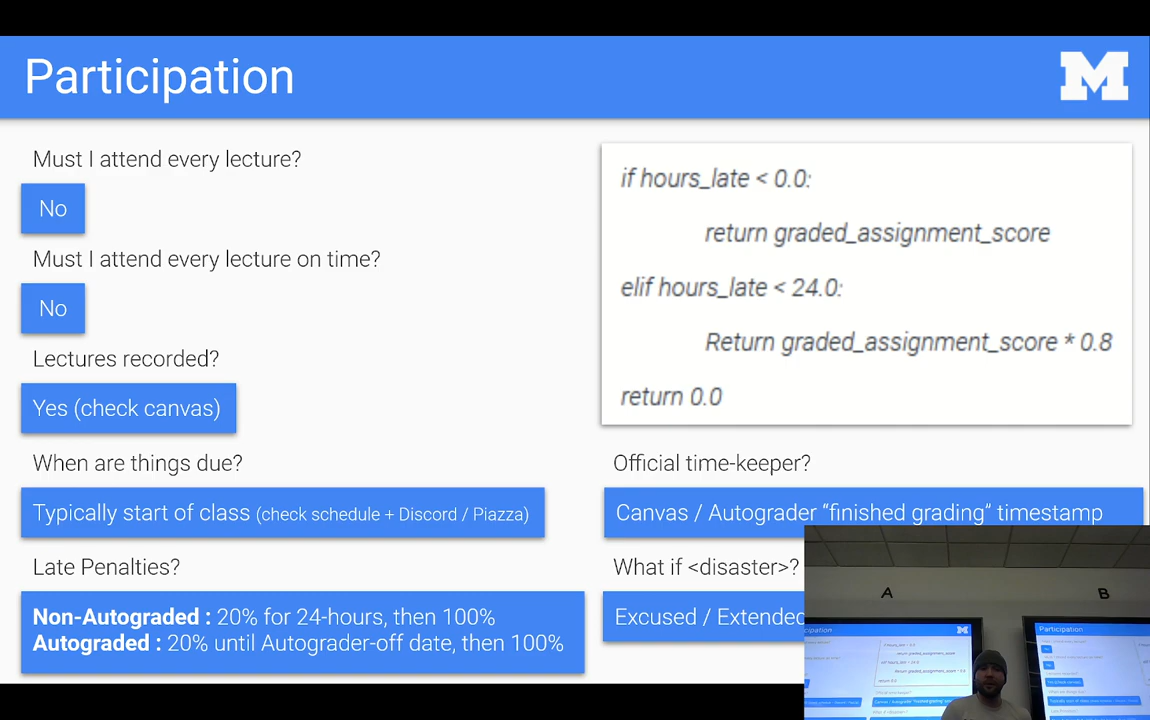 Participation
M
Must I attend every lecture?
No
Must I attend every lecture on time?
No
Lectures recorded?
Yes (check canvas)
When are things due?
Typically start of class (check schedule + Discord / Piazza)
Late Penalties?
Non-Autograded : 20% for 24-hours, then 100%
Autograded : 20% until Autograder-off date, then 100%
if hours_late < 0.0:
return graded_assignment_score
elif hours_late < 24.0:
Return graded_assignment_score * 0.8
return 0.0
Official time-keeper?
Canvas / Autograder “finished grading” timestamp
What if <disaster>?
Excused / Extended
A
B
Participation